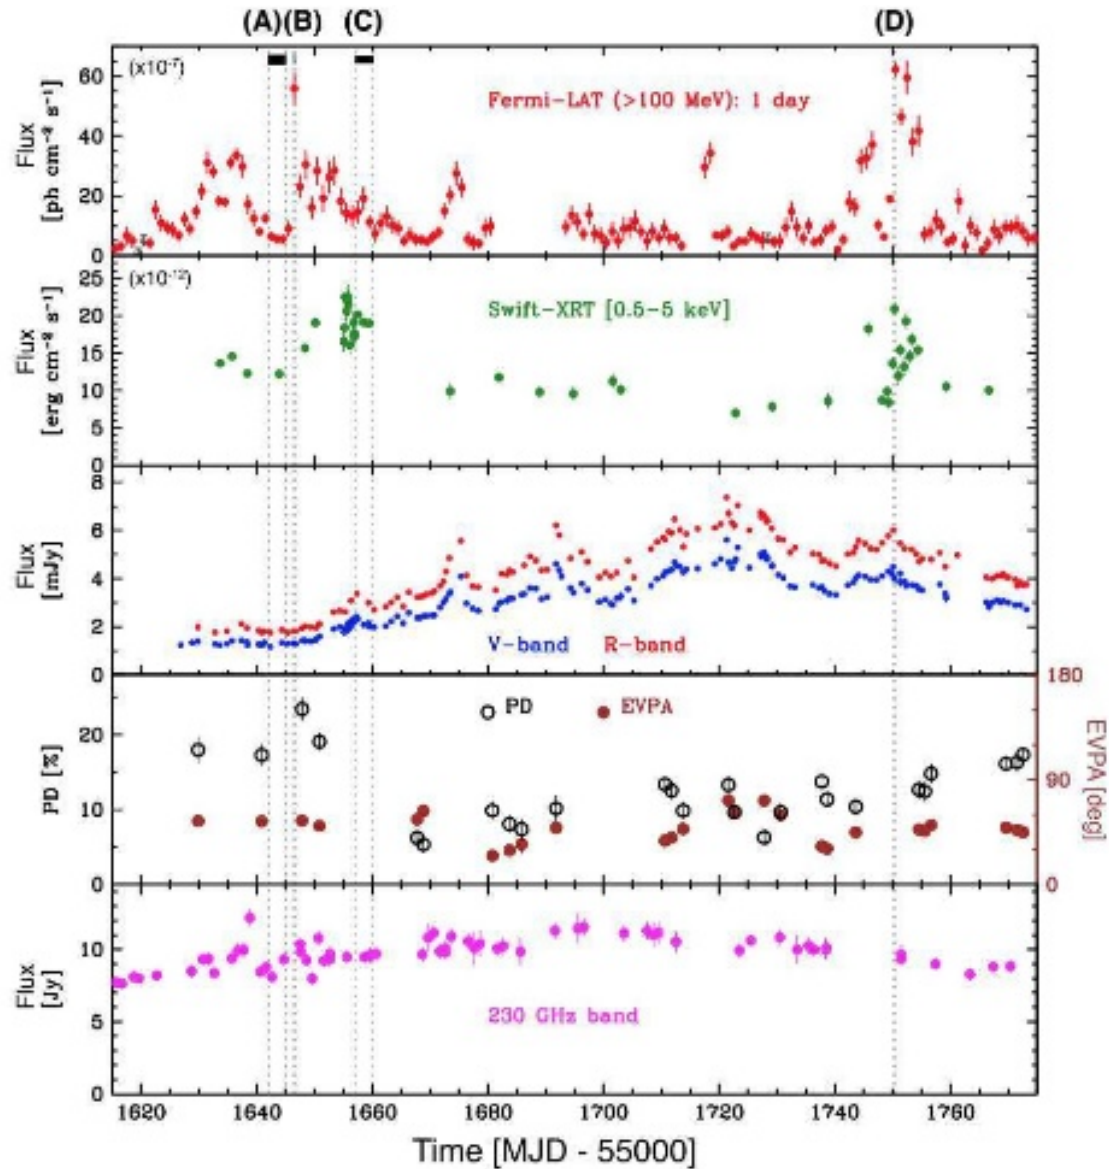 (A) (B) (C) (D)
(x10-7)
Fermi-LAT (>100 MeV): 1 day
Flux
[ph cm-2 s-1]
60
40
20
0
(x10-12)
Swift-XRT [0.5-5 keV]
Flux
[erg cm-2 s-1]
25
20
15
10
5
0
Flux
[mJy]
8
6
4
2
0
V-band R-band
PD [%]
20
10
0
PD EVPA
180
90
0
EVPA [deg]
Flux
[Jy]
10
5
0
230 GHz band
1620 1640 1660 1680 1700 1720 1740 1760
Time [MJD - 55000]